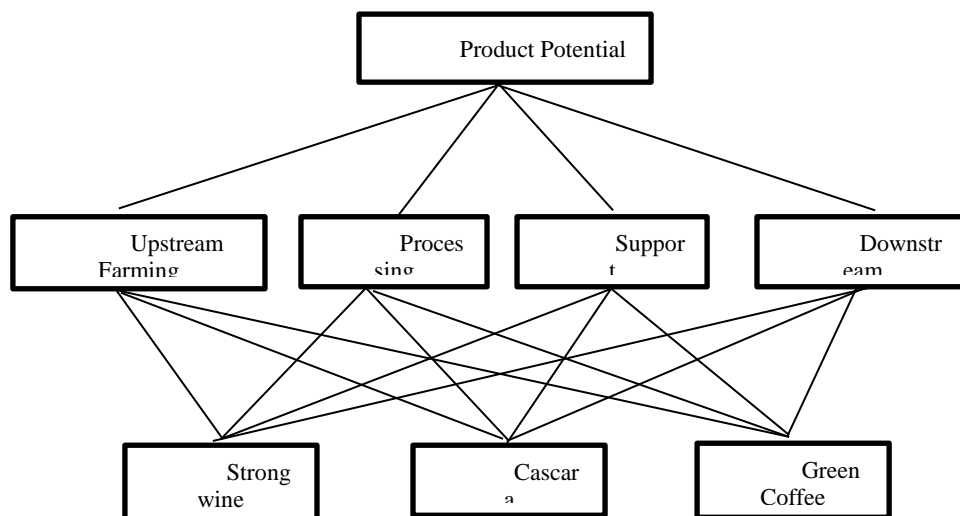 Product Potential
Upstream
Farming
Proces
sing
Suppor
t
Downstr
eam
Strong
wine
Cascar
a
Green
Coffee